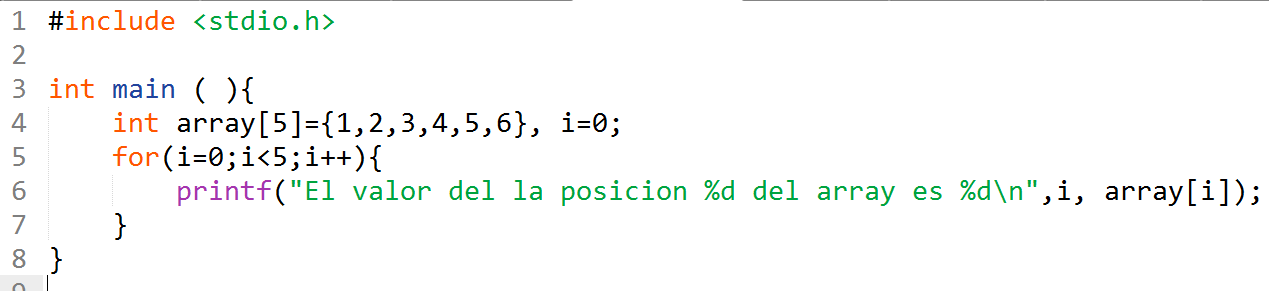 1 #include <stdio.h>
2
3 int main ( ){
4 int array[5]={1,2,3,4,5,6}, i=0;
5 for(i=0;i<5;i++){
6 printf("El valor del la posicion %d del array es %d\n",i, array[i]);
7 }
8 }
9